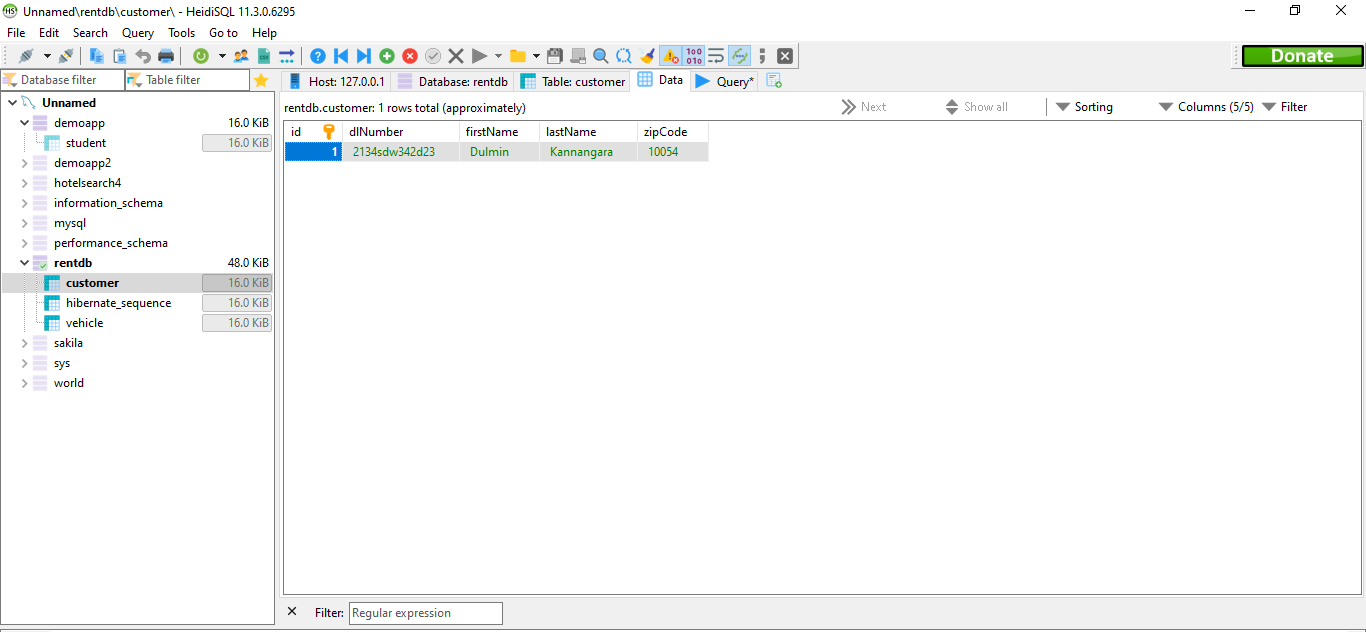 Unnamed\rentdb\customer\ - HeidiSQL 11.3.0.6295
File Edit Search Query Tools Go to Help
Donate
Database filter Table filter
Host: 127.0.0.1 Database: rentdb Table: customer Data Query*
Unnamed
demoapp 16.0 KiB
student 16.0 KiB
demoapp2
hotelsearch4
information_schema
mysql
performance_schema
rentdb 48.0 KiB
customer 16.0 KiB
hibernate_sequence 16.0 KiB
vehicle 16.0 KiB
sakila
sys
world
rentdb.customer: 1 rows total (approximately) Next Show all Sorting Columns (5/5) Filter
id dlNumber firstName lastName zipCode
1 2134sdw342d23 Dulmin Kannangara 10054
Filter: Regular expression